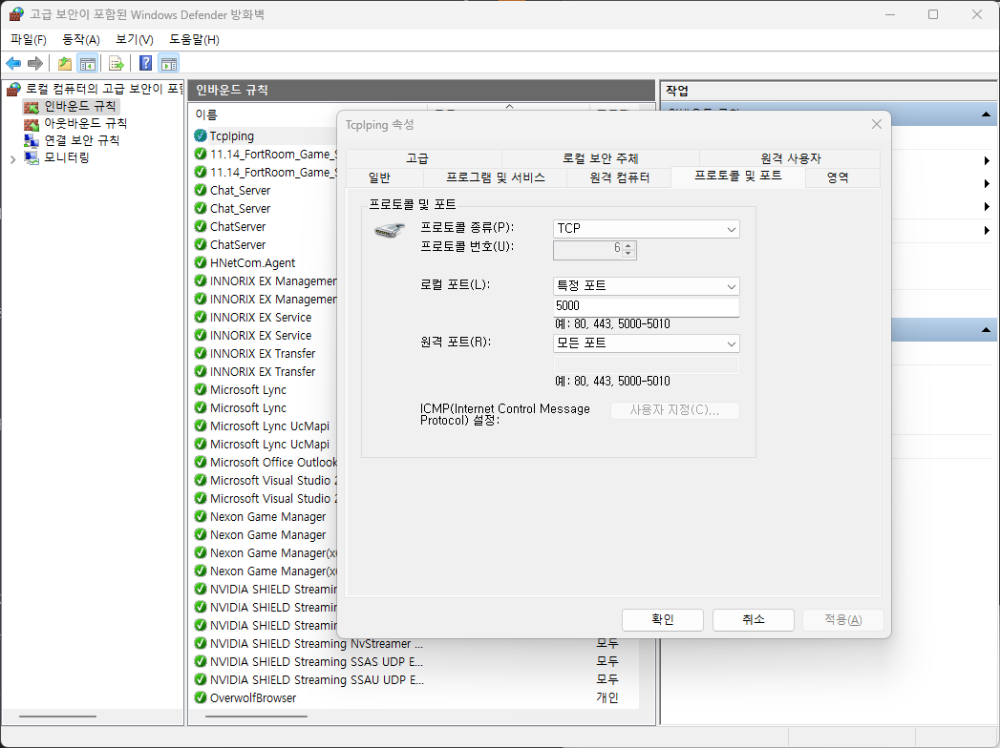 고급 보안이 포함된 Windows Defender 방화벽
파일(F) 동작(A) 보기(V) 도움말(H)
로컬 컴퓨터의 고급 보안이 포함
인바운드 규칙
아웃바운드 규칙
연결 보안 규칙
모니터링
인바운드 규칙
이름
TcpIping
11.14_FortRoom_Game_S
11.14_FortRoom_Game_S
Chat_Server
Chat_Server
ChatServer
ChatServer
HNetCom.Agent
INNORIX EX Managemen
INNORIX EX Managemen
INNORIX EX Service
INNORIX EX Service
INNORIX EX Transfer
INNORIX EX Transfer
Microsoft Lync
Microsoft Lync
Microsoft Lync UcMapi
Microsoft Lync UcMapi
Microsoft Office Outlook
Microsoft Visual Studio 2
Microsoft Visual Studio 2
Nexon Game Manager
Nexon Game Manager
Nexon Game Manager(x6
Nexon Game Manager(x6
NVIDIA SHIELD Streamin
NVIDIA SHIELD Streamin
NVIDIA SHIELD Streamin
NVIDIA SHIELD Streaming NvStreamer ... 모두
NVIDIA SHIELD Streaming SSAS UDP E... 모두
NVIDIA SHIELD Streaming SSAU UDP E... 모두
OverwolfBrowser 개인
작업
TcpIping 속성
고급 로컬 보안 주체 원격 사용자
일반 프로그램 및 서비스 원격 컴퓨터 프로토콜 및 포트 영역
프로토콜 및 포트
프로토콜 종류(P): TCP
프로토콜 번호(U): 6
로컬 포트(L): 특정 포트
5000
예: 80, 443, 5000-5010
원격 포트(R): 모든 포트
예: 80, 443, 5000-5010
ICMP(Internet Control Message
Protocol) 설정: 사용자 지정(C)...
확인 취소 적용(A)